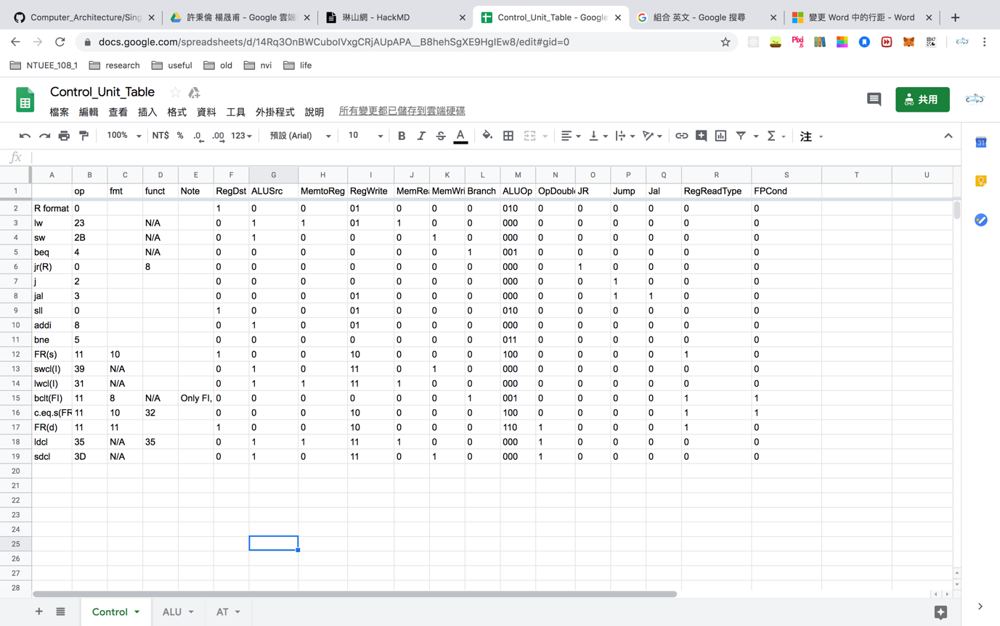 Computer_Architecture/Sing
許秉倫 楊晟甫 - Google 雲端
琳山網 - HackMD
Control_Unit_Table - Google
組合 英文 - Google 搜尋
變更 Word 中的行距 - Word
docs.google.com/spreadsheets/d/14Rq3OnBWCuboIVxgCRjAUpAPA__B8hehSgXE9HgIEw8/edit#gid=0
NTUEE_108_1 research useful old nvi life
Control_Unit_Table
檔案 編輯 查看 插入 格式 資料 工具 外掛程式 說明 所有變更都已儲存到雲端硬碟
共用
100% NT$ % .0 .00 123 預設 (Arial) 10 B I S A Σ 注
31
fx
A B C D E F G H I J K L M N O P Q R S T U
1 op fmt funct Note RegDst ALUSrc MemtoReg RegWrite MemRea MemWri Branch ALUOp OpDouble JR Jump Jal RegReadType FPCond
2 R format 0 1 0 0 01 0 0 0 010 0 0 0 0 0 0
3 lw 23 N/A 0 1 1 01 1 0 0 000 0 0 0 0 0 0
4 sw 2B N/A 0 1 0 0 0 1 0 000 0 0 0 0 0 0
5 beq 4 N/A 0 0 0 0 0 0 1 001 0 0 0 0 0 0
6 jr(R) 0 8 0 0 0 0 0 0 0 000 0 1 0 0 0 0
7 j 2 0 0 0 0 0 0 0 000 0 0 1 0 0 0
8 jal 3 0 0 0 01 0 0 0 000 0 0 1 1 0 0
9 sll 0 1 0 0 01 0 0 0 010 0 0 0 0 0 0
10 addi 8 0 1 0 01 0 0 0 000 0 0 0 0 0 0
11 bne 5 0 0 0 0 0 0 0 011 0 0 0 0 0 0
12 FR(s) 11 10 1 0 0 10 0 0 0 100 0 0 0 0 1 0
13 swcl(I) 39 N/A 0 1 0 11 0 1 0 000 0 0 0 0 0 0
14 lwcl(I) 31 N/A 0 1 1 11 1 0 0 000 0 0 0 0 0 0
15 bclt(FI) 11 8 N/A Only FI, 0 0 0 0 0 0 1 001 0 0 0 0 1 1
16 c.eq.s(FR 11 10 32 0 0 0 10 0 0 0 100 0 0 0 0 1 1
17 FR(d) 11 11 1 0 0 10 0 0 0 110 1 0 0 0 1 0
18 ldcl 35 N/A 35 0 1 1 11 1 0 0 000 1 0 0 0 0 0
19 sdcl 3D N/A 0 1 0 11 0 1 0 000 1 0 0 0 0 0
20
21
22
23
24
25
26
27
28
Control ALU AT